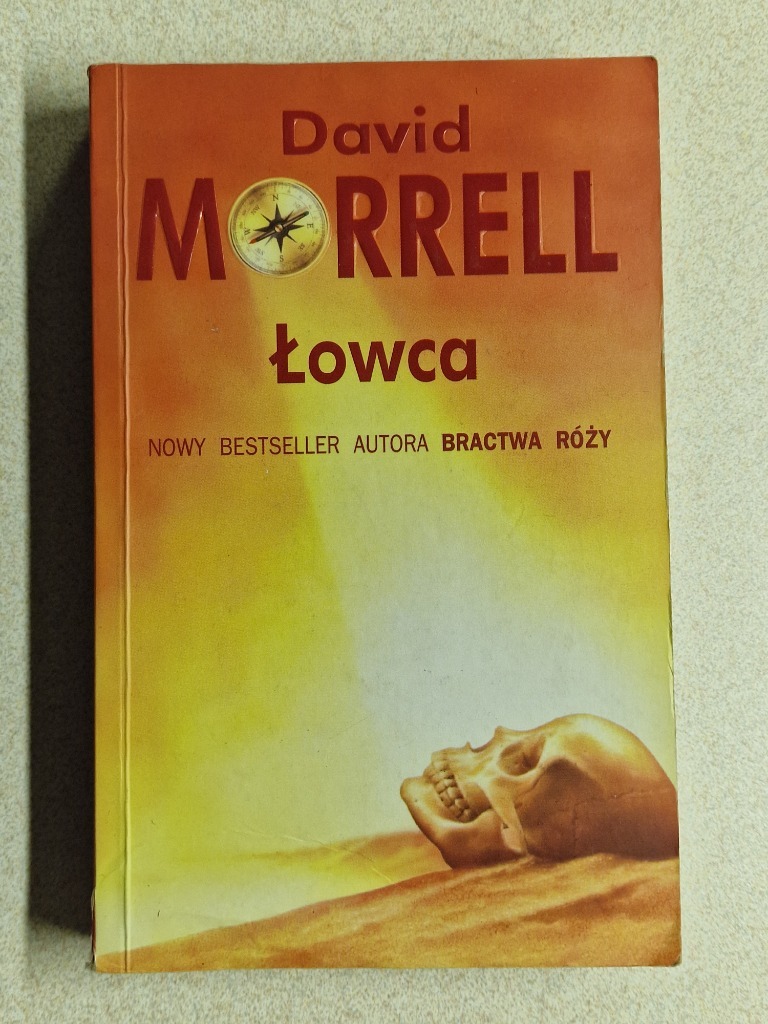 David
MORRELL
Łowca
NOWY BESTSELLER AUTORA BRACTWA RÓŻY